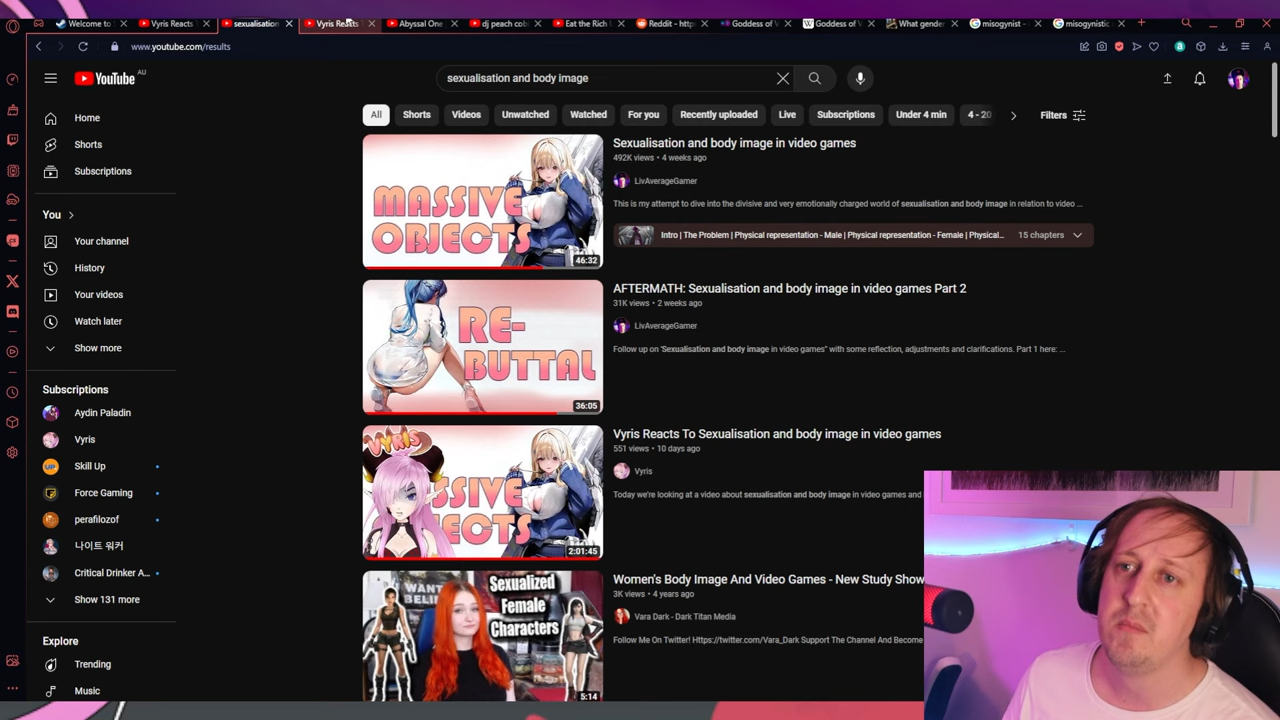 Welcome to
Vyris Reacts
sexualisation
Vyris Reacts
Abyssal One
dj peach cobl
Eat the Rich
Reddit - http
Goddess of
Goddess of
What gender
misogynist -
misogynistic
www.youtube.com/results
YouTube AU
sexualisation and body image
All Shorts Videos Unwatched Watched For you Recently uploaded Live Subscriptions Under 4 min 4 - 20 Filters
Home
Shorts
Subscriptions
You
Your channel
History
Your videos
Watch later
Show more
Subscriptions
Aydin Paladin
Vyris
Skill Up
Force Gaming
perafilozof
나이트 워커
Critical Drinker A...
Show 131 more
Explore
Trending
Music
MASSIVE
OBJECTS
46:32
Sexualisation and body image in video games
492K views • 4 weeks ago
LivAverageGamer
This is my attempt to dive into the divisive and very emotionally charged world of sexualisation and body image in relation to video ...
Intro | The Problem | Physical representation - Male | Physical representation - Female | Physical... 15 chapters
RE-
BUTTAL
36:05
AFTERMATH: Sexualisation and body image in video games Part 2
31K views • 2 weeks ago
LivAverageGamer
Follow up on "Sexualisation and body image in video games" with some reflection, adjustments and clarifications. Part 1 here: ...
VYRIS
SSIVE
JECTS
2:01:45
Vyris Reacts To Sexualisation and body image in video games
551 views • 10 days ago
Vyris
Today we're looking at a video about sexualisation and body image in video games and
WANT
BELIE
Sexualized
Female
Characters
5:14
Women's Body Image And Video Games - New Study Show
3K views • 4 years ago
Vara Dark - Dark Titan Media
Follow Me On Twitter! Https://twitter.com/Vara_Dark Support The Channel And Become